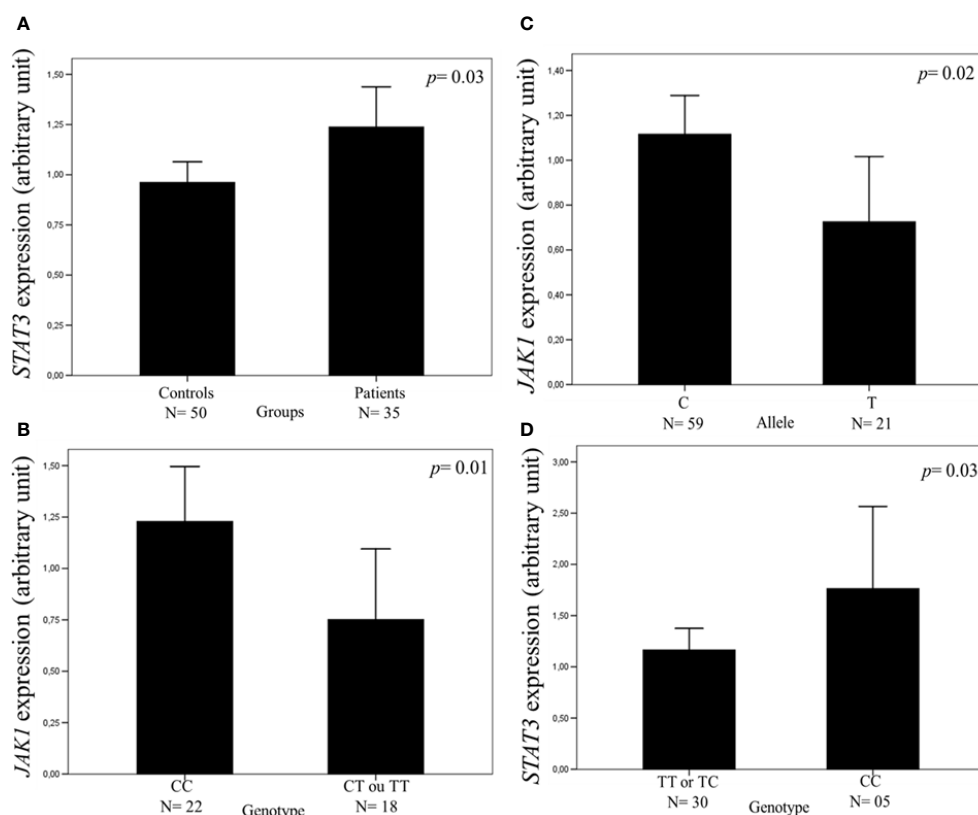 A
STAT3 expression (arbitrary unit)
1,50
1,25
1,00
0,75
0,50
0,25
0,00
p= 0.03
Controls
Patients
N= 50
Groups
N= 35
B
JAK1 expression (arbitrary unit)
1,50
1,25
1,00
0,75
0,50
0,25
0,00
p= 0.01
CC
CT ou TT
N= 22
Genotype
N= 18
C
JAK1 expression (arbitrary unit)
1,40
1,20
1,00
0,80
0,60
0,40
0,20
0,00
p= 0.02
C
T
N= 59
Allele
N= 21
D
STAT3 expression (arbitrary unit)
3,00
2,50
2,00
1,50
1,00
0,50
0,00
p= 0.03
TT or TC
CC
N= 30
Genotype
N= 05